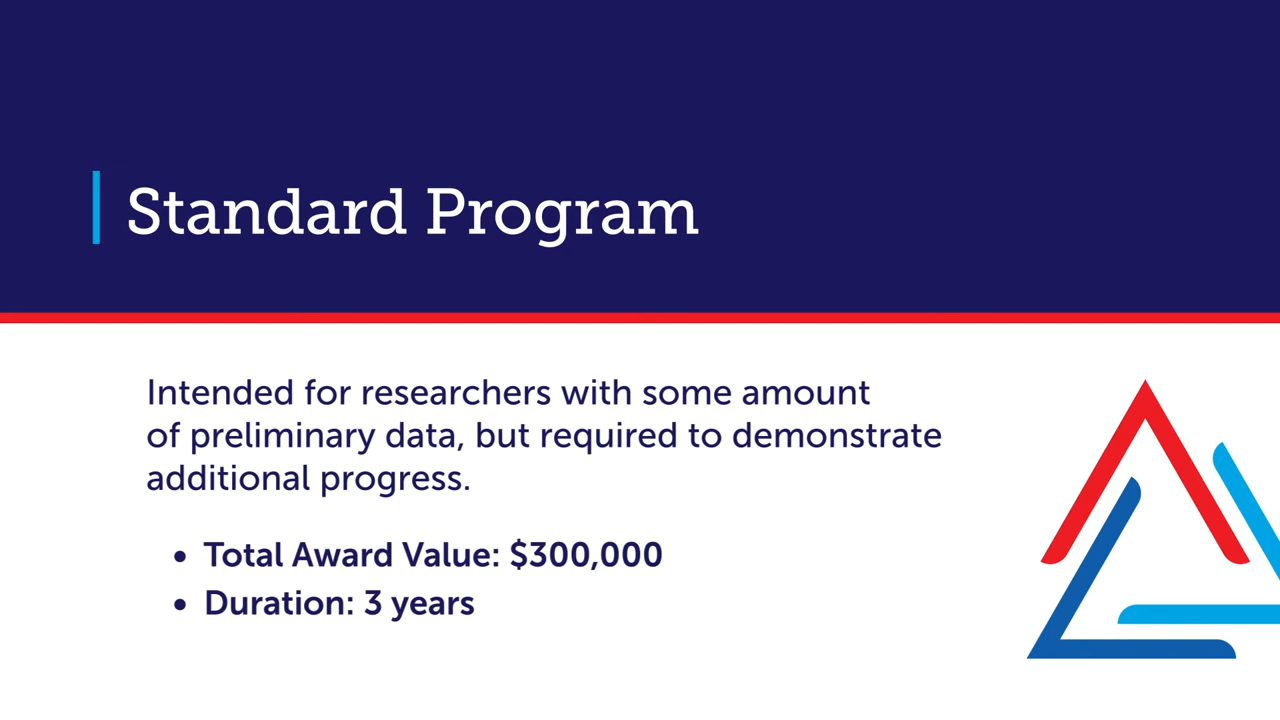 Standard Program
Intended for researchers with some amount
of preliminary data, but required to demonstrate
additional progress.
• Total Award Value: $300,000
• Duration: 3 years